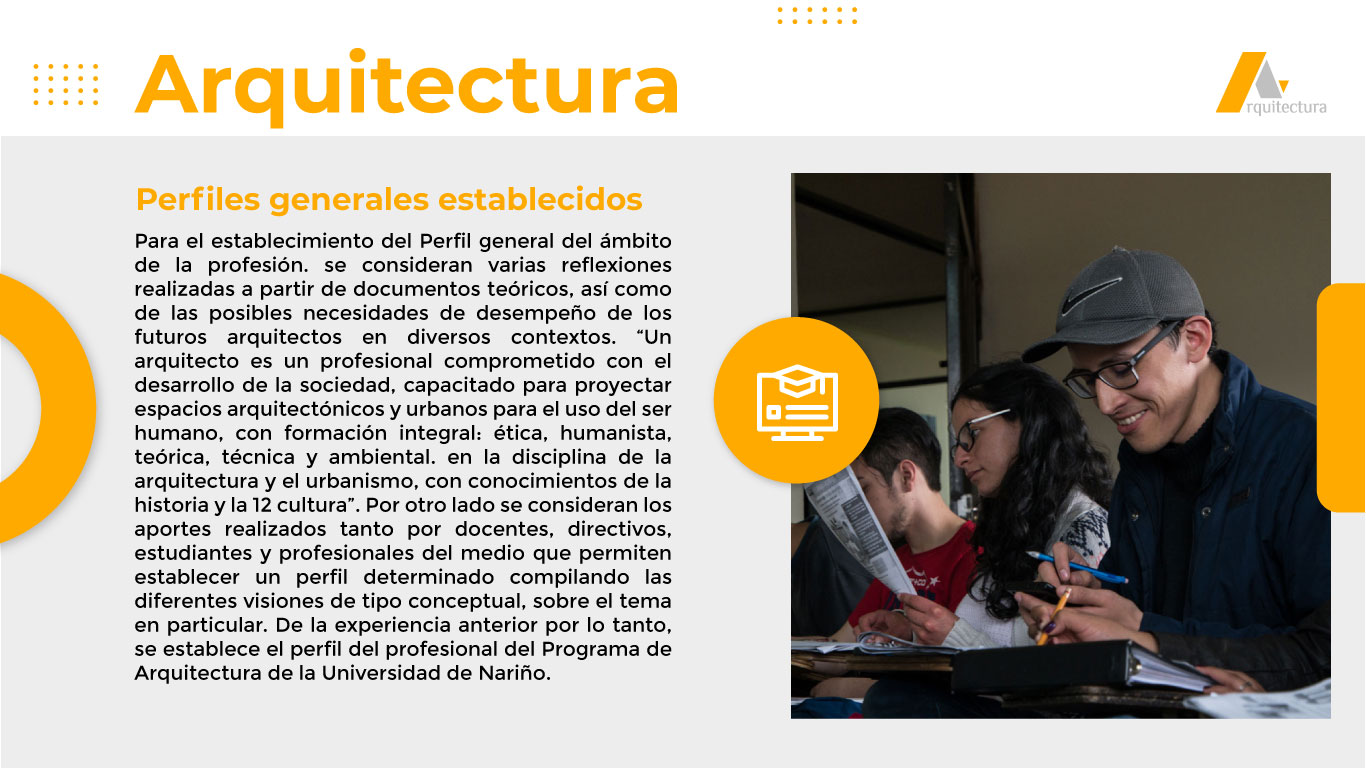 Arquitectura
rquitectura
Perfiles generales establecidos
Para el establecimiento del Perfil general del ámbito
de la profesión. se consideran varias reflexiones
realizadas a partir de documentos teóricos, así como
de las posibles necesidades de desempeño de los
futuros arquitectos en diversos contextos. “Un
arquitecto es un profesional comprometido con el
desarrollo de la sociedad, capacitado para proyectar
espacios arquitectónicos y urbanos para el uso del ser
humano, con formación integral: ética, humanista,
teórica, técnica y ambiental. en la disciplina de la
arquitectura y el urbanismo, con conocimientos de la
historia y la 12 cultura”. Por otro lado se consideran los
aportes realizados tanto por docentes, directivos,
estudiantes y profesionales del medio que permiten
establecer un perfil determinado compilando las
diferentes visiones de tipo conceptual, sobre el tema
en particular. De la experiencia anterior por lo tanto,
se establece el perfil del profesional del Programa de
Arquitectura de la Universidad de Nariño.